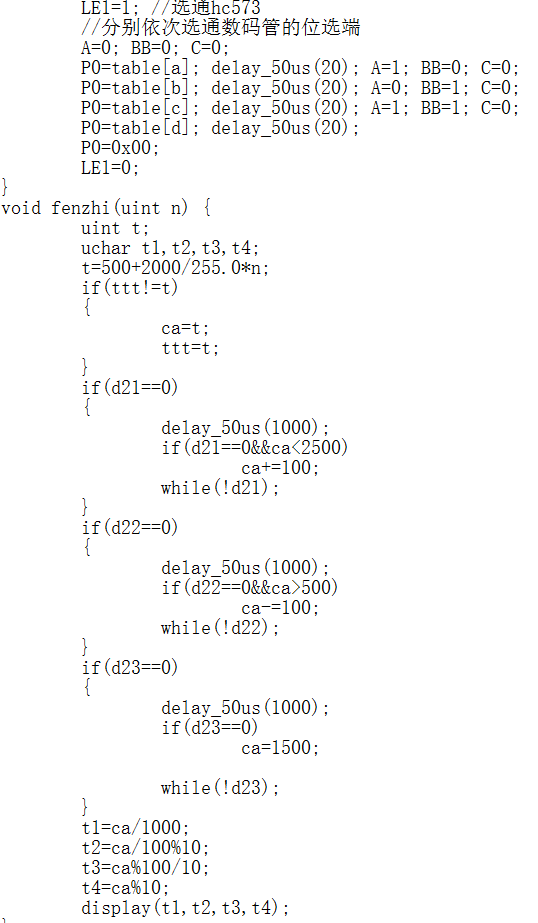 LE1=1; //选通hc573
//分别依次选通数码管的位选端
A=0; BB=0; C=0;
P0=table[a]; delay_50us(20); A=1; BB=0; C=0;
P0=table[b]; delay_50us(20); A=0; BB=1; C=0;
P0=table[c]; delay_50us(20); A=1; BB=1; C=0;
P0=table[d]; delay_50us(20);
P0=0x00;
LE1=0;
}
void fenzhi(uint n) {
uint t;
uchar t1,t2,t3,t4;
t=500+2000/255.0*n;
if(ttt!=t)
{
ca=t;
ttt=t;
}
if(d21==0)
{
delay_50us(1000);
if(d21==0&&ca<2500)
ca+=100;
while(!d21);
}
if(d22==0)
{
delay_50us(1000);
if(d22==0&&ca>500)
ca-=100;
while(!d22);
}
if(d23==0)
{
delay_50us(1000);
if(d23==0)
ca=1500;
while(!d23);
}
t1=ca/1000;
t2=ca/100%10;
t3=ca%100/10;
t4=ca%10;
display(t1,t2,t3,t4);
}